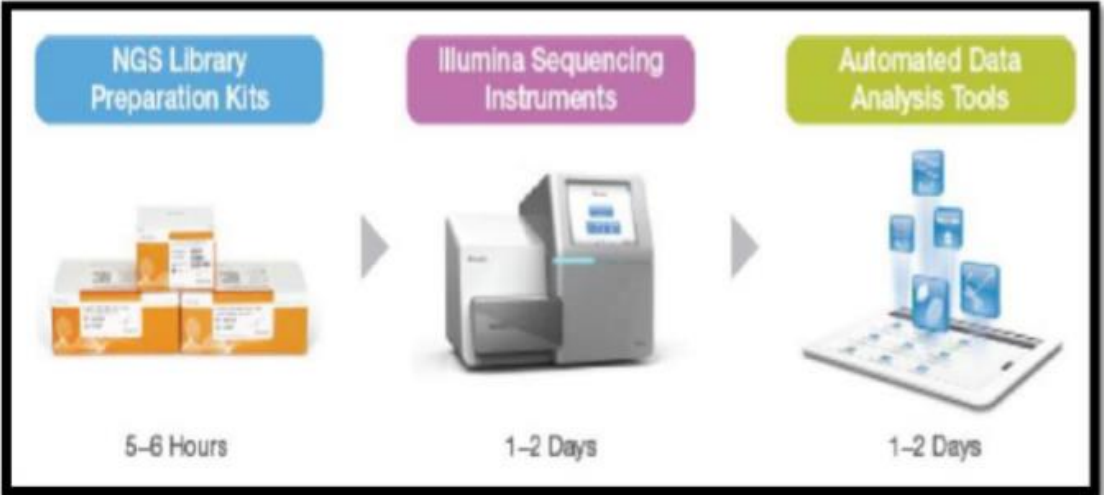 NGS Library
Preparation Kits
Illumina Sequencing
Instruments
Automated Data
Analysis Tools
5–6 Hours
1–2 Days
1–2 Days